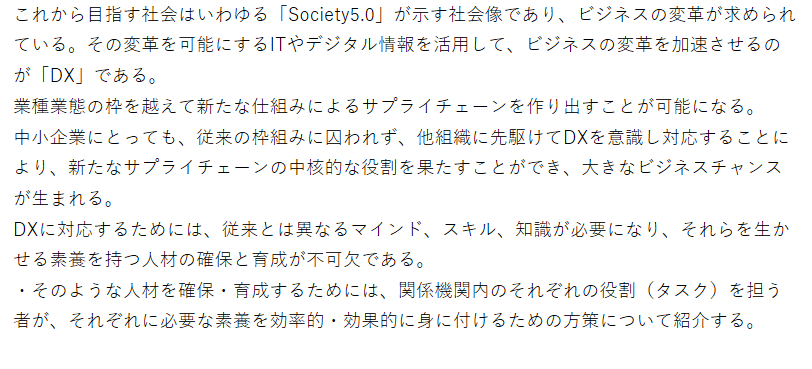 これから目指す社会はいわゆる「Society5.0」が示す社会像であり、ビジネスの変革が求められ
ている。その変革を可能にするITやデジタル情報を活用して、ビジネスの変革を加速させるの
が「DX」である。
業種業態の枠を越えて新たな仕組みによるサプライチェーンを作り出すことが可能になる。
中小企業にとっても、従来の枠組みに囚われず、他組織に先駆けてDXを意識し対応することに
より、新たなサプライチェーンの中核的な役割を果たすことができ、大きなビジネスチャンス
が生まれる。
DXに対応するためには、従来とは異なるマインド、スキル、知識が必要になり、それらを生か
せる素養を持つ人材の確保と育成が不可欠である。
・そのような人材を確保・育成するためには、関係機関内のそれぞれの役割（タスク）を担う
者が、それぞれに必要な素養を効率的・効果的に身に付けるための方策について紹介する。